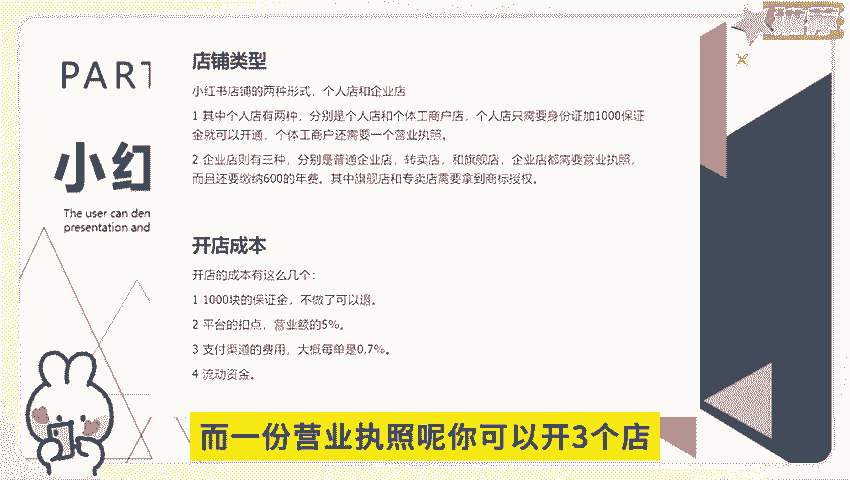 PART
小红
The user can den
presentation and
店铺类型
小红书店铺的两种形式，个人店和企业店
1 其中个人店有两种，分别是个人店和个体工商户店，个人店只需要身份证加1000保证
金就可以开通，个体工商户还需要一个营业执照。
2 企业店则有三种，分别是普通企业店，转卖店，和旗舰店，企业店都需要营业执照，
而且还要缴纳600的年费。其中旗舰店和专卖店需要拿到商标授权。
开店成本
开店的成本有这么几个：
1 1000块的保证金，不做了可以退。
2 平台的扣点，营业额的5%。
3 支付渠道的费用，大概每单是0.7%。
4 流动资金。
而一份营业执照呢你可以开3个店